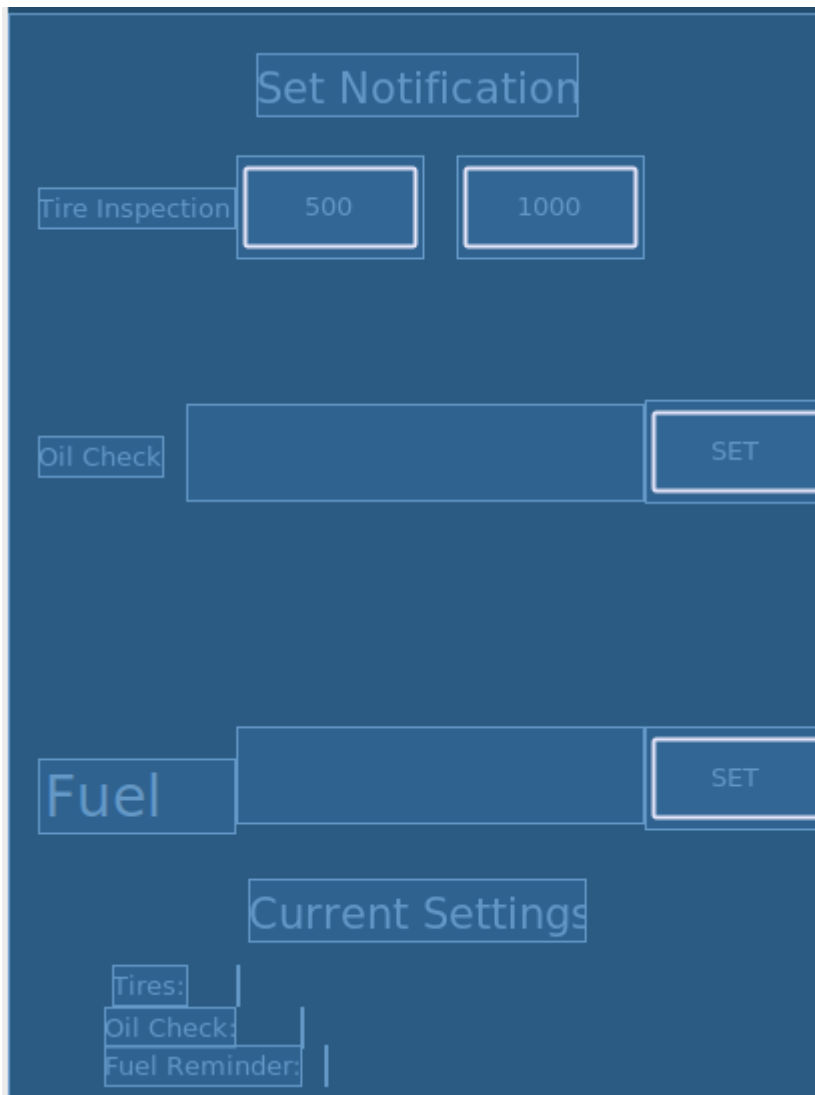 Set Notification
Tire Inspection 500 1000
Oil Check SET
Fuel SET
Current Settings
Tires:
Oil Check:
Fuel Reminder: